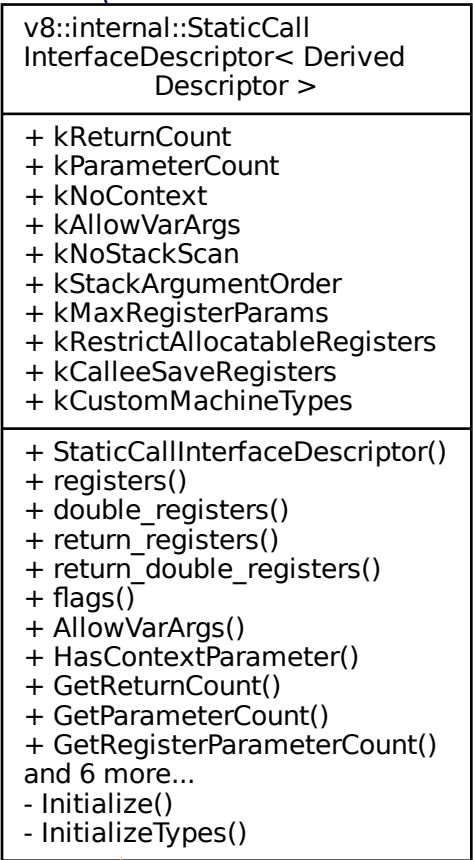 v8::internal::StaticCall
InterfaceDescriptor< Derived
Descriptor >
+ kReturnCount
+ kParameterCount
+ kNoContext
+ kAllowVarArgs
+ kNoStackScan
+ kStackArgumentOrder
+ kMaxRegisterParams
+ kRestrictAllocatableRegisters
+ kCalleeSaveRegisters
+ kCustomMachineTypes
+ StaticCallInterfaceDescriptor()
+ registers()
+ double_registers()
+ return_registers()
+ return_double_registers()
+ flags()
+ AllowVarArgs()
+ HasContextParameter()
+ GetReturnCount()
+ GetParameterCount()
+ GetRegisterParameterCount()
and 6 more...
- Initialize()
- InitializeTypes()